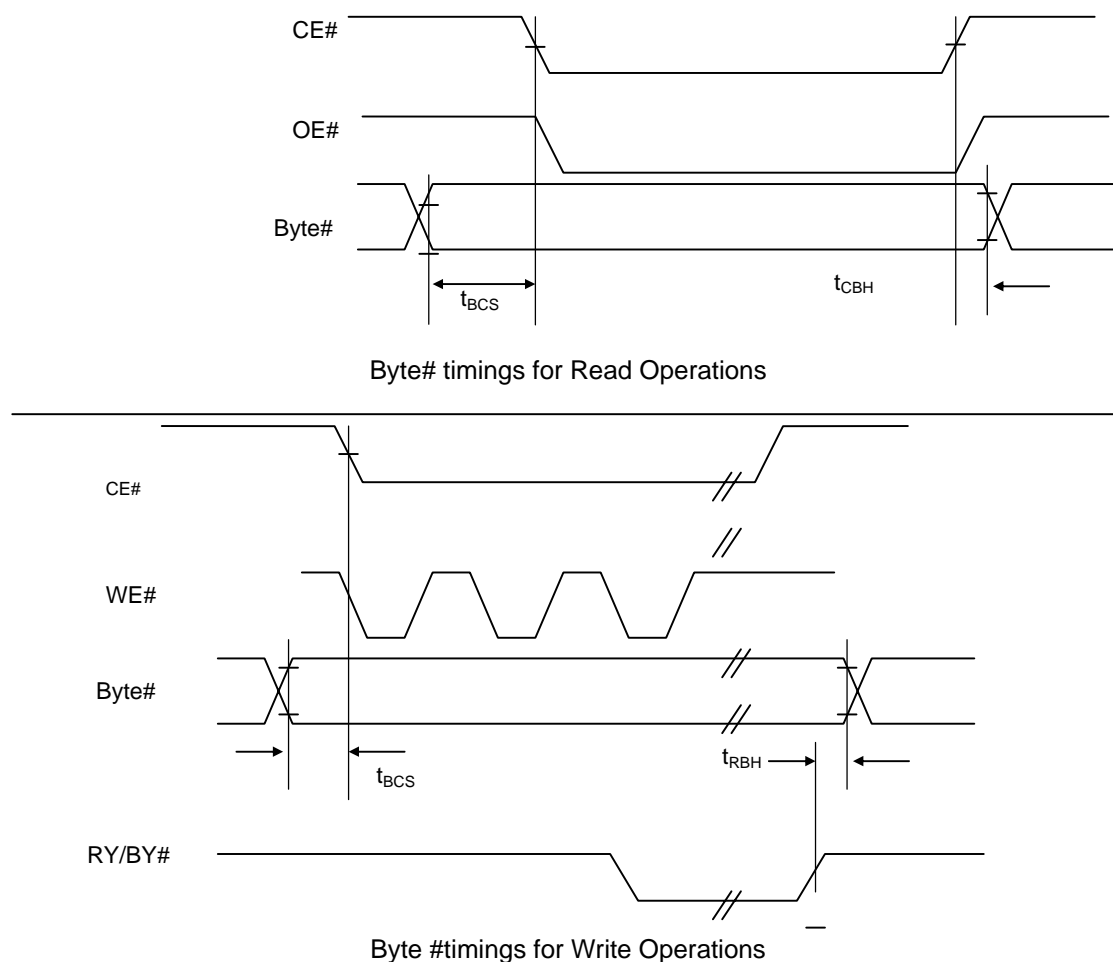 CE#
OE#
Byte#
tBCS
tCBH
Byte# timings for Read Operations
CE#
WE#
Byte#
tBCS
tRBH
RY/BY#
Byte #timings for Write Operations